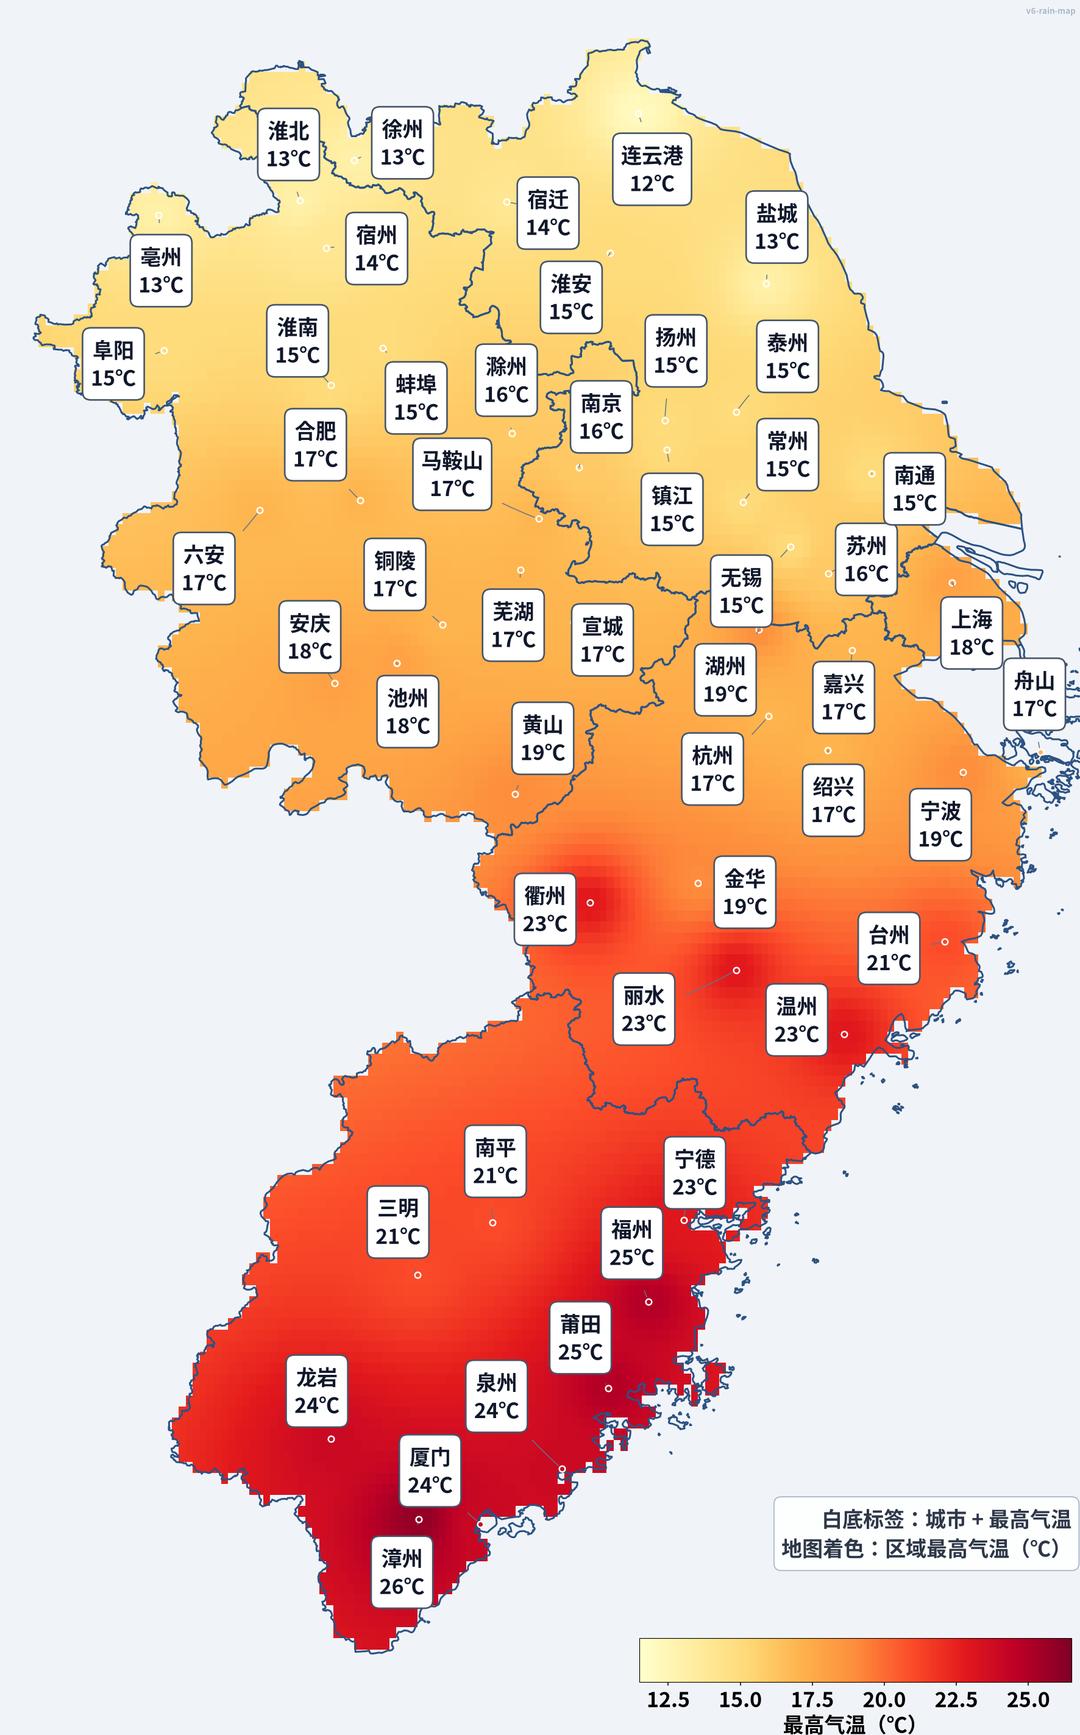 v6-rain-map
淮北
13℃
徐州
13℃
连云港
12℃
宿迁
14℃
盐城
13℃
宿州
14℃
亳州
13℃
淮安
15℃
淮南
15℃
阜阳
15℃
扬州
15℃
泰州
15℃
滁州
16℃
蚌埠
15℃
南京
16℃
合肥
17℃
马鞍山
17℃
常州
15℃
南通
15℃
镇江
15℃
六安
17℃
铜陵
17℃
苏州
16℃
无锡
15℃
芜湖
17℃
宣城
17℃
安庆
18℃
上海
18℃
湖州
19℃
嘉兴
17℃
舟山
17℃
池州
18℃
黄山
19℃
杭州
17℃
绍兴
17℃
宁波
19℃
衢州
23℃
金华
19℃
台州
21℃
丽水
23℃
温州
23℃
南平
21℃
宁德
23℃
三明
21℃
福州
25℃
莆田
25℃
龙岩
24℃
泉州
24℃
厦门
24℃
漳州
26℃
白底标签：城市 + 最高气温
地图着色：区域最高气温（℃）
12.5 15.0 17.5 20.0 22.5 25.0
最高气温（℃）